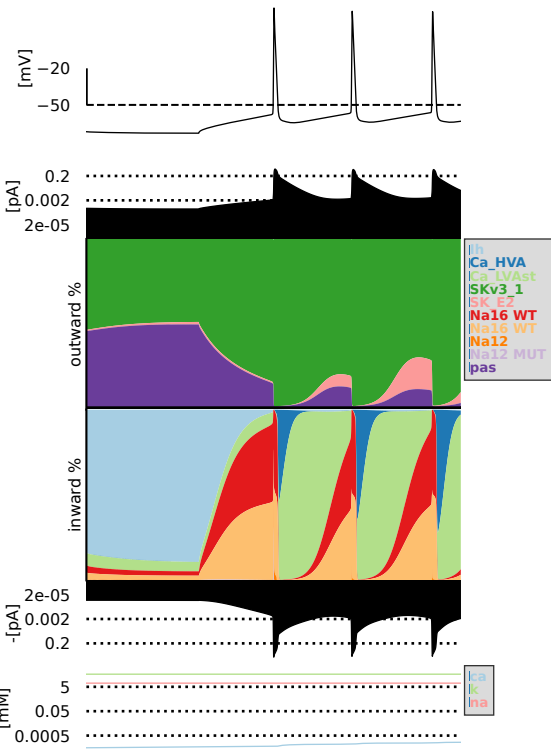 [mV]
−20
−50
[pA]
0.2
0.002
2e-05
outward %
Ih
Ca_HVA
Ca_LVAst
SKv3_1
SK_E2
Na16 WT
Na16 WT
Na12
Na12 MUT
pas
inward %
-[pA]
2e-05
0.002
0.2
[mM]
5
0.05
0.0005
ca
k
na